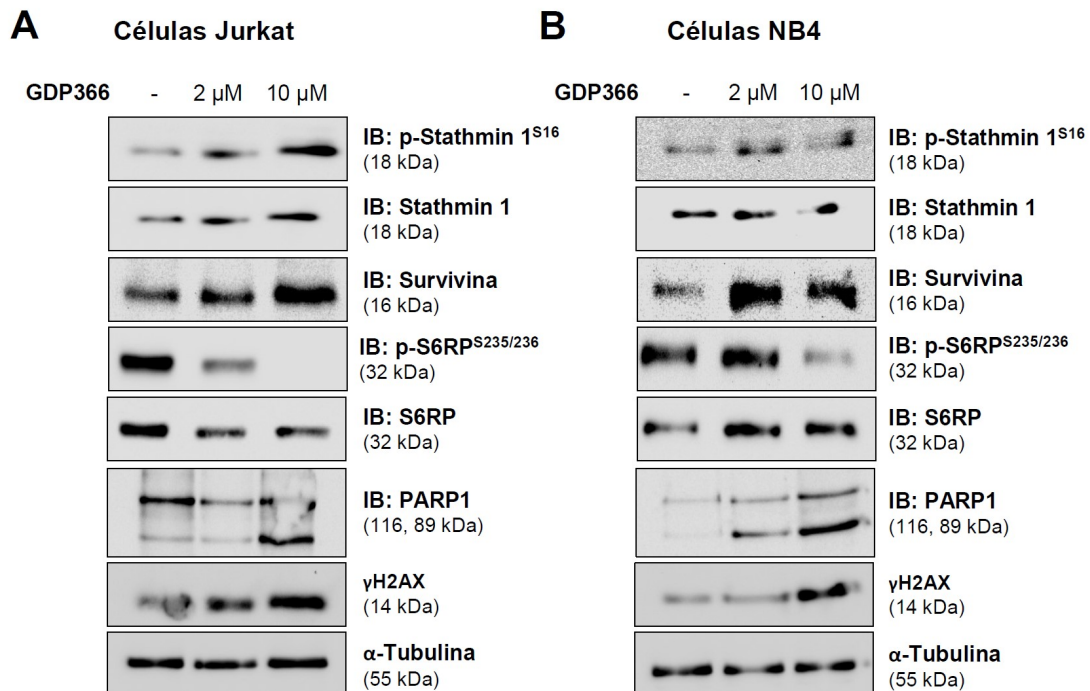 A
Células Jurkat
GDP366 - 2 µM 10 µM
IB: p-Stathmin 1S16
(18 kDa)
IB: Stathmin 1
(18 kDa)
IB: Survivina
(16 kDa)
IB: p-S6RPS235/236
(32 kDa)
IB: S6RP
(32 kDa)
IB: PARP1
(116, 89 kDa)
γH2AX
(14 kDa)
α-Tubulina
(55 kDa)
B
Células NB4
GDP366 - 2 µM 10 µM
IB: p-Stathmin 1S16
(18 kDa)
IB: Stathmin 1
(18 kDa)
IB: Survivina
(16 kDa)
IB: p-S6RPS235/236
(32 kDa)
IB: S6RP
(32 kDa)
IB: PARP1
(116, 89 kDa)
γH2AX
(14 kDa)
α-Tubulina
(55 kDa)